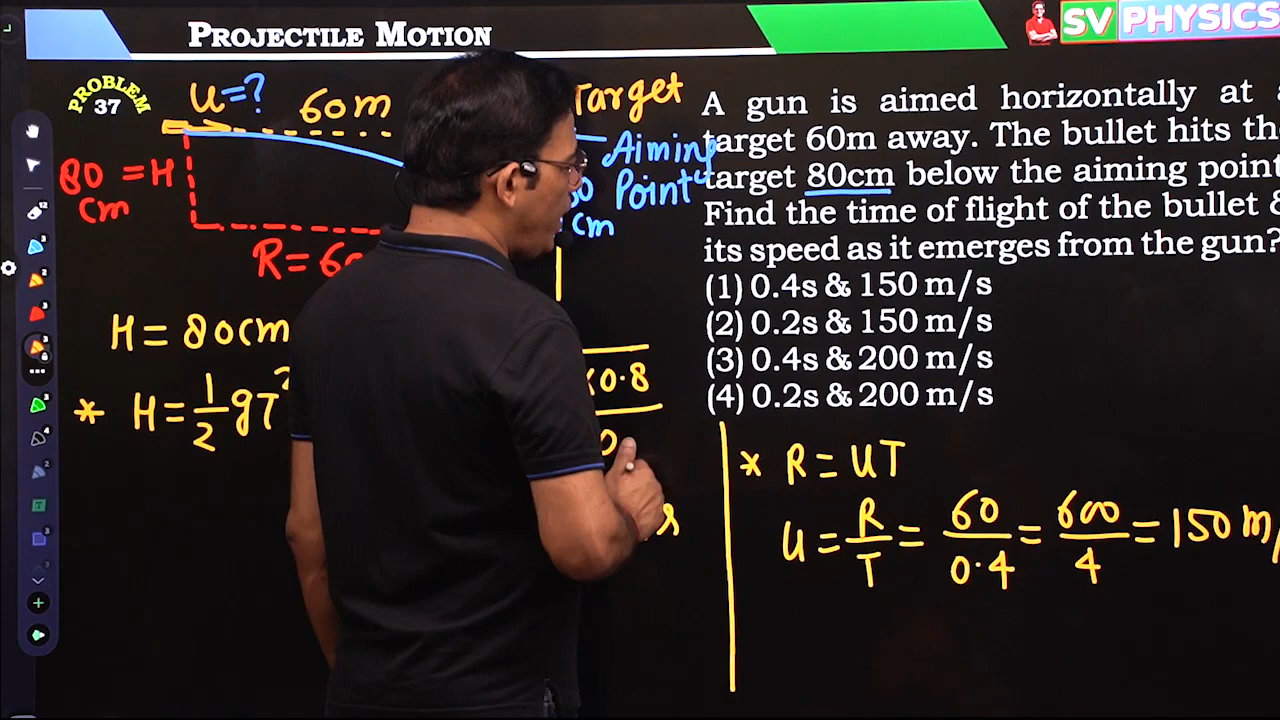 PROJECTILE MOTION
SV PHYSICS
PROBLEM
37
u=?
60m
Target
Aiming
Point
80 = H
cm
cm
H = 80cm
* H = 1/2 gT²
0.8
A gun is aimed horizontally at
target 60m away. The bullet hits
target 80cm below the aiming point
Find the time of flight of the bullet &
its speed as it emerges from the gun?
(1) 0.4s & 150 m/s
(2) 0.2s & 150 m/s
(3) 0.4s & 200 m/s
(4) 0.2s & 200 m/s
* R = UT
u = R/T = 60/0.4 = 600/4 = 150 m/